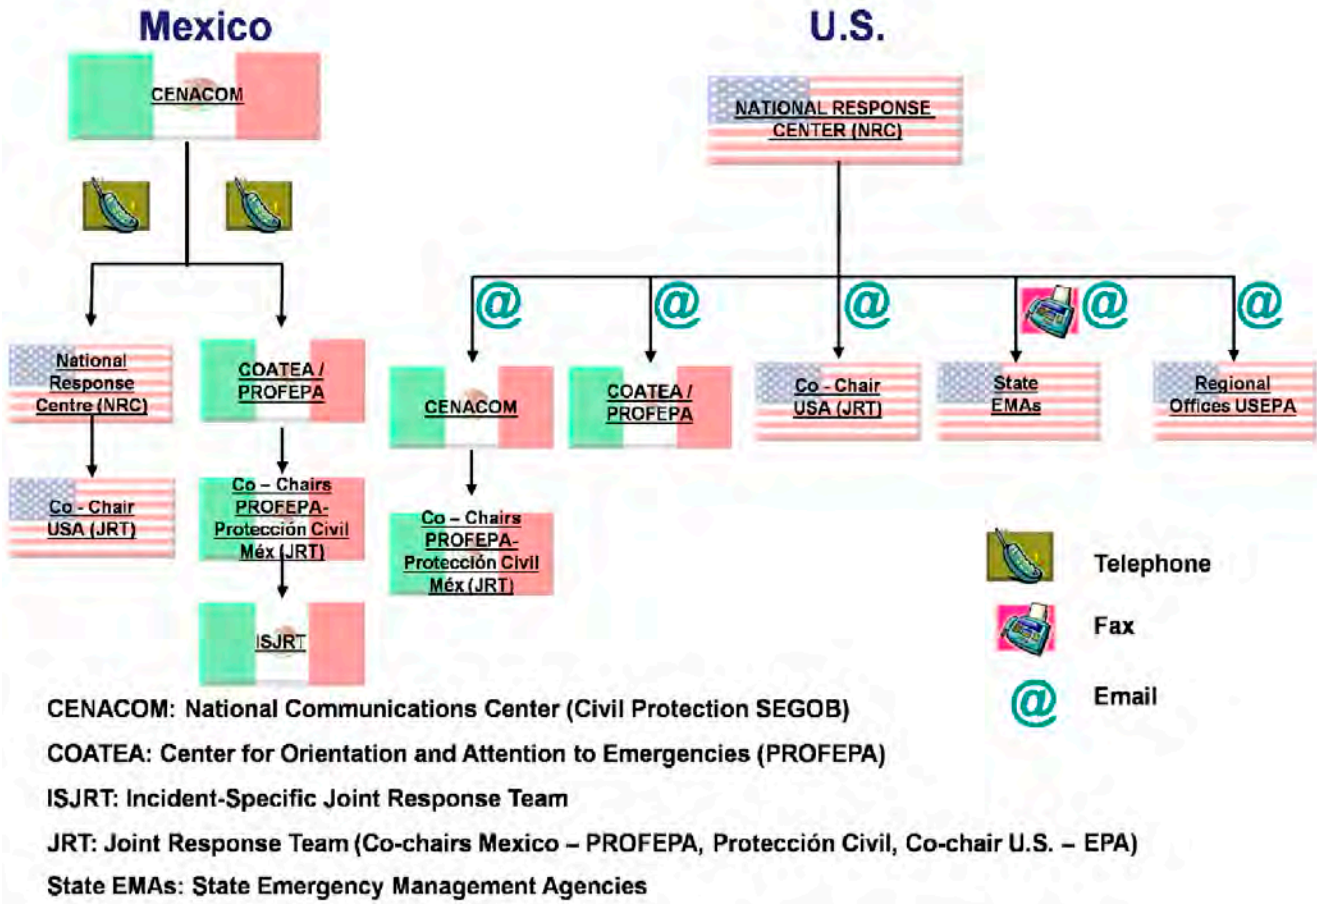 Mexico
U.S.
CENACOM
NATIONAL RESPONSE
CENTER (NRC)
National
Response
Centre (NRC)
COATEA /
PROFEPA
CENACOM
COATEA /
PROFEPA
Co - Chair
USA (JRT)
State
EMAs
Regional
Offices USEPA
Co - Chair
USA (JRT)
Co – Chairs
PROFEPA-
Protección Civil
Méx (JRT)
Co – Chairs
PROFEPA-
Protección Civil
Méx (JRT)
ISJRT
@ @ @ @ @
Telephone
Fax
@ Email
CENACOM: National Communications Center (Civil Protection SEGOB)
COATEA: Center for Orientation and Attention to Emergencies (PROFEPA)
ISJRT: Incident-Specific Joint Response Team
JRT: Joint Response Team (Co-chairs Mexico – PROFEPA, Protección Civil, Co-chair U.S. – EPA)
State EMAs: State Emergency Management Agencies